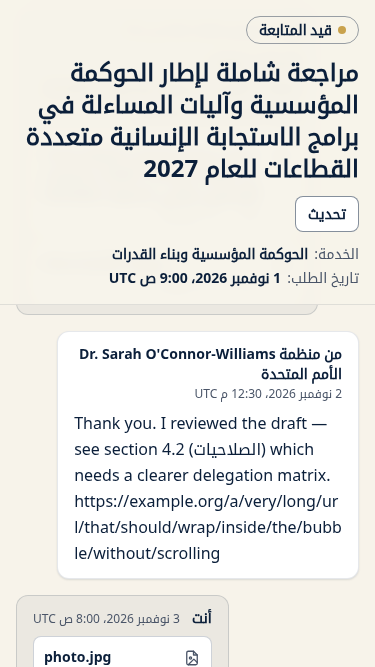 قيد المتابعة
مراجعة شاملة لإطار الحوكمة
المؤسسية وآليات المساءلة في
برامج الاستجابة الإنسانية متعددة
القطاعات للعام 2027
تحديث
الخدمة: الحوكمة المؤسسية وبناء القدرات
تاريخ الطلب: 1 نوفمبر 2026، 9:00 ص UTC
Dr. Sarah O'Connor-Williams من منظمة
الأمم المتحدة
2 نوفمبر 2026، 12:30 م UTC
Thank you. I reviewed the draft —
see section 4.2 (الصلاحيات) which
needs a clearer delegation matrix.
https://example.org/a/very/long/ur
l/that/should/wrap/inside/the/bubb
le/without/scrolling
أنت 3 نوفمبر 2026، 8:00 ص UTC
photo.jpg